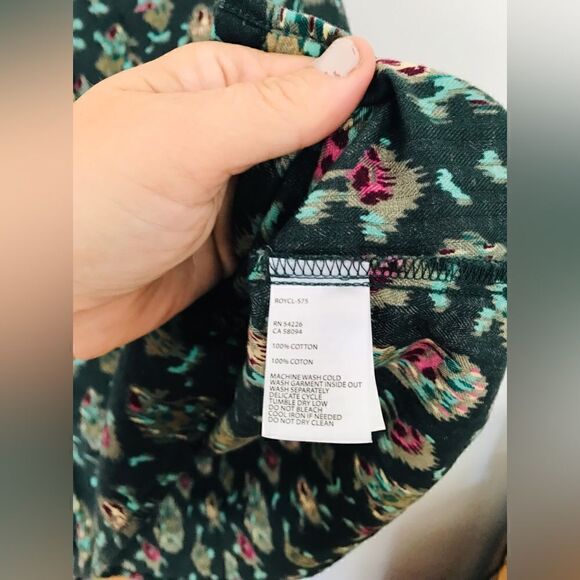 ROYCL-S75
RN 54226
CA 58094
100% COTTON
100% COTON
MACHINE WASH COLD
WASH GARMENT INSIDE OUT
WASH SEPARATELY
DELICATE CYCLE
TUMBLE DRY LOW
DO NOT BLEACH
COOL IRON IF NEEDED
DO NOT DRY CLEAN